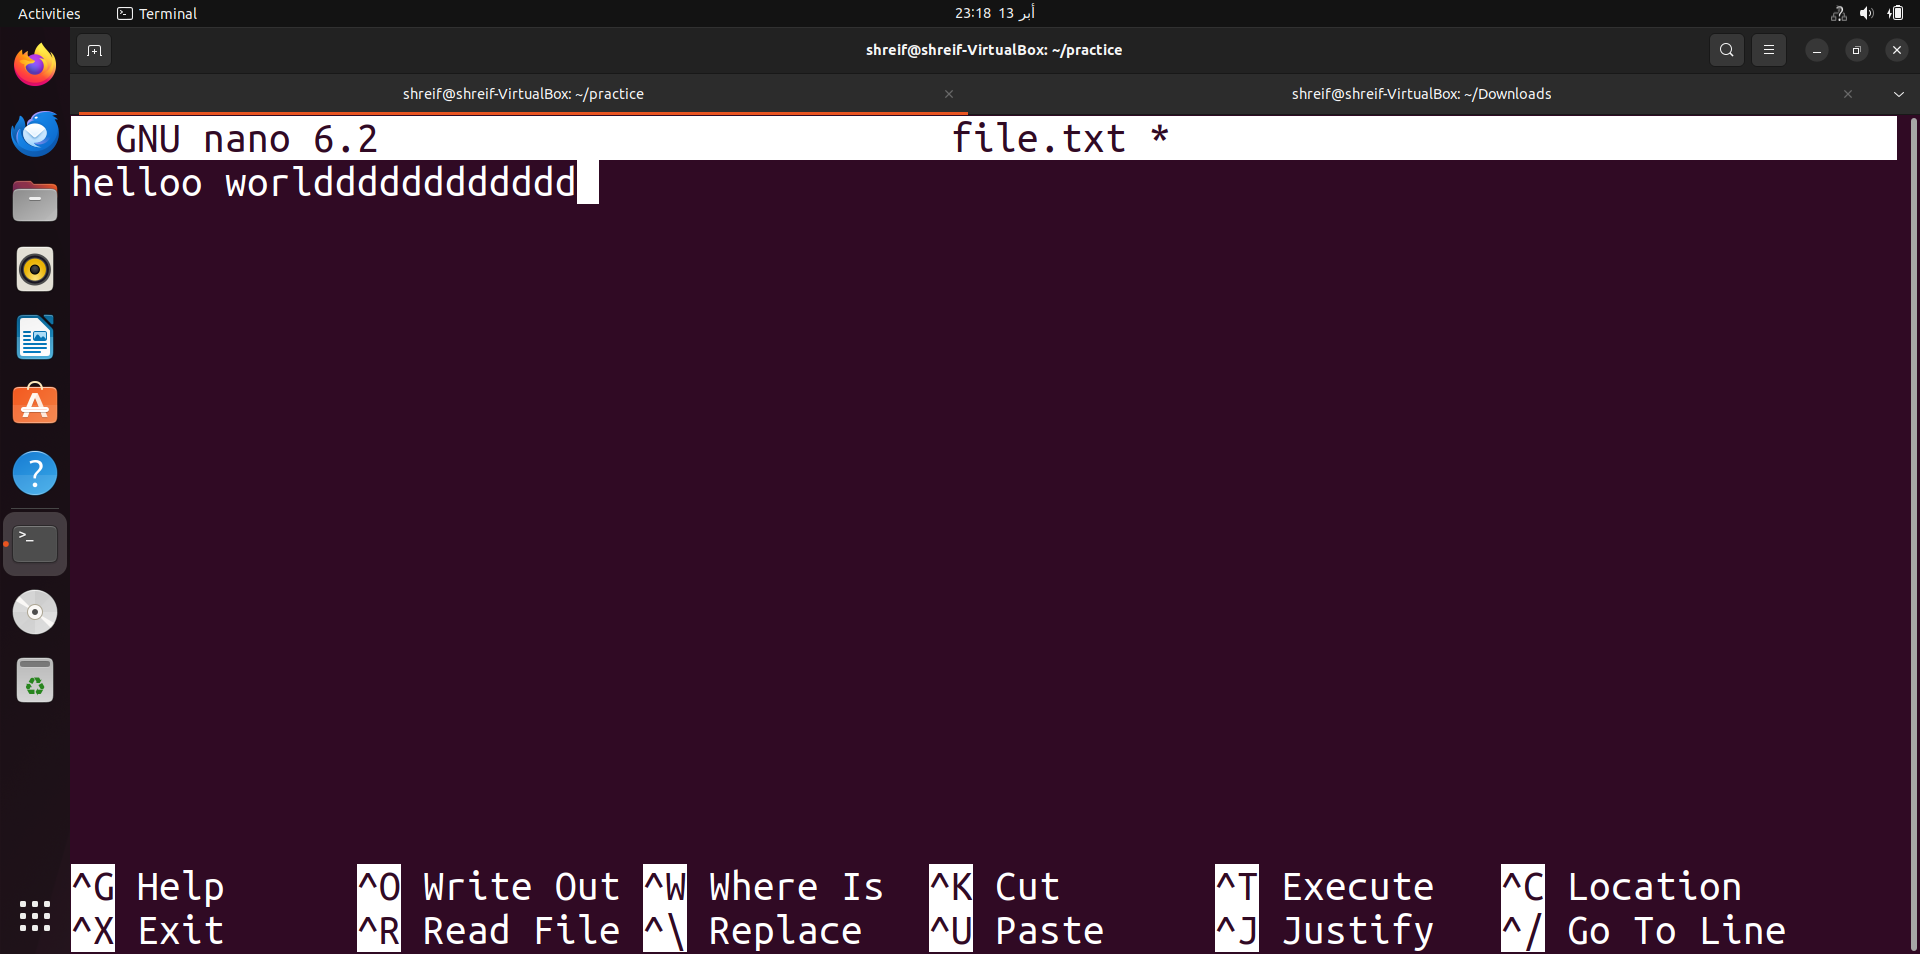 Activities Terminal 23:18 13 أبر
shreif@shreif-VirtualBox: ~/practice
shreif@shreif-VirtualBox: ~/practice shreif@shreif-VirtualBox: ~/Downloads
GNU nano 6.2 file.txt *
helloo worldddddddddddd
^G Help ^O Write Out ^W Where Is ^K Cut ^T Execute ^C Location
^X Exit ^R Read File ^\ Replace ^U Paste ^J Justify ^/ Go To Line